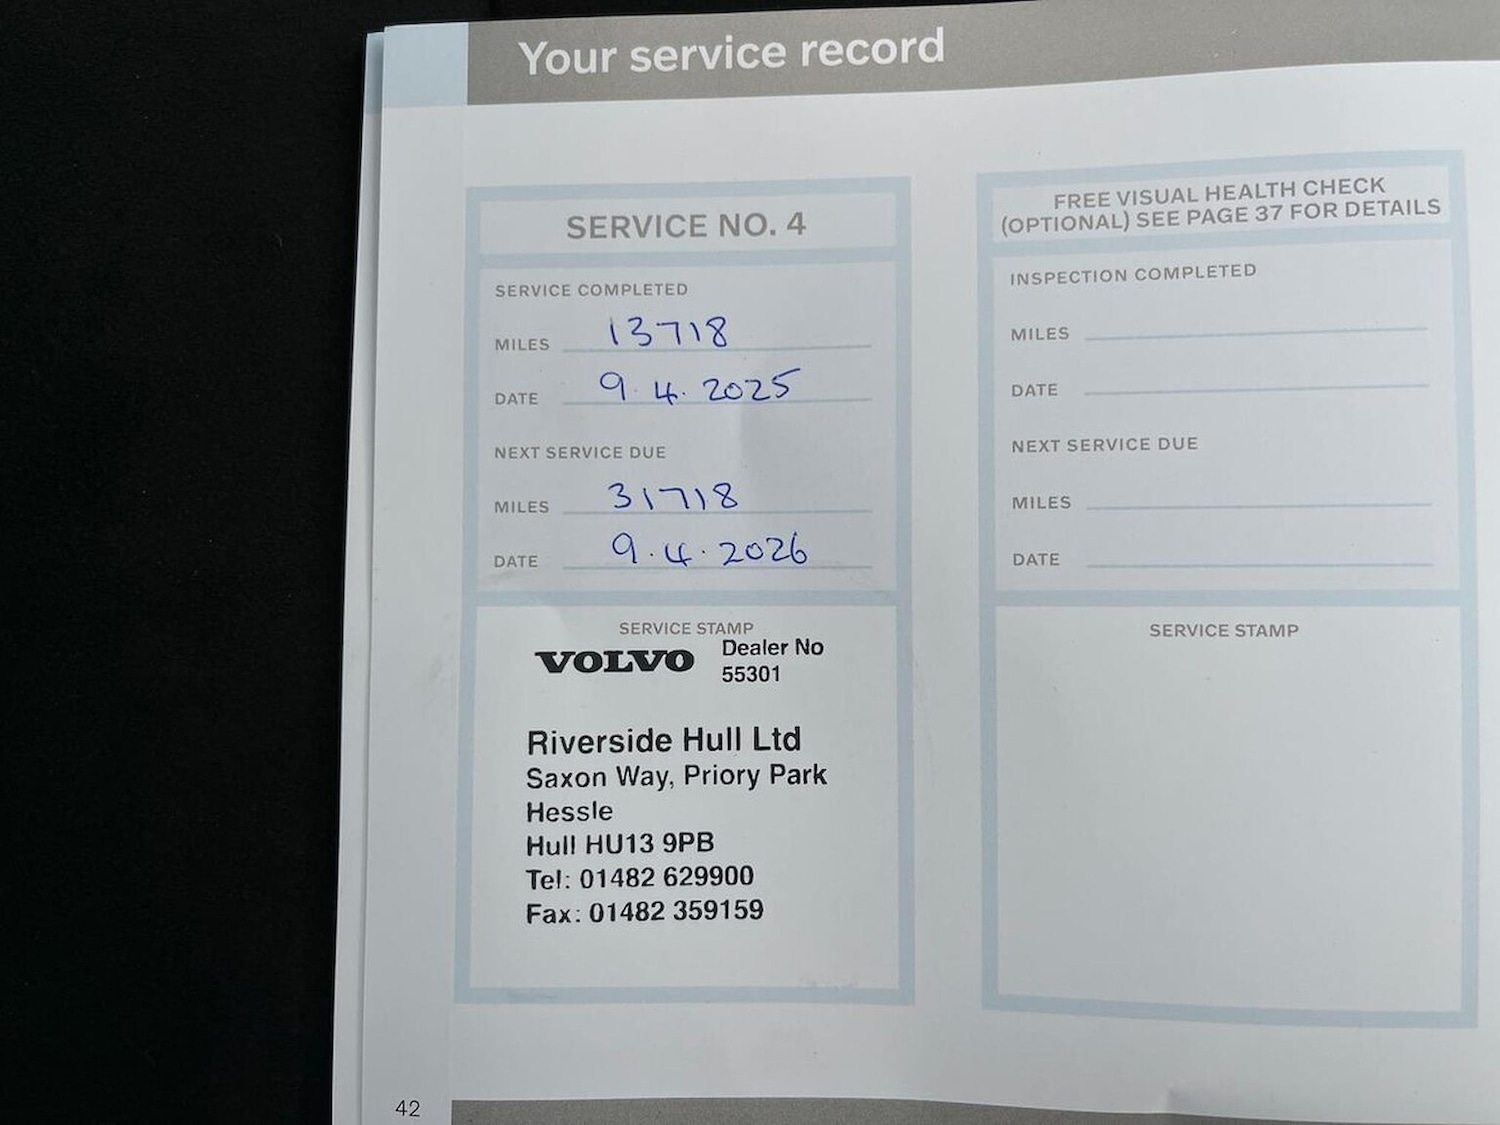 Your service record
SERVICE NO. 4
SERVICE COMPLETED
MILES 13718
DATE 9.4.2025
NEXT SERVICE DUE
MILES 31718
DATE 9.4.2026
SERVICE STAMP
VOLVO Dealer No
55301
Riverside Hull Ltd
Saxon Way, Priory Park
Hessle
Hull HU13 9PB
Tel: 01482 629900
Fax: 01482 359159
FREE VISUAL HEALTH CHECK
(OPTIONAL) SEE PAGE 37 FOR DETAILS
INSPECTION COMPLETED
MILES
DATE
NEXT SERVICE DUE
MILES
DATE
SERVICE STAMP
42